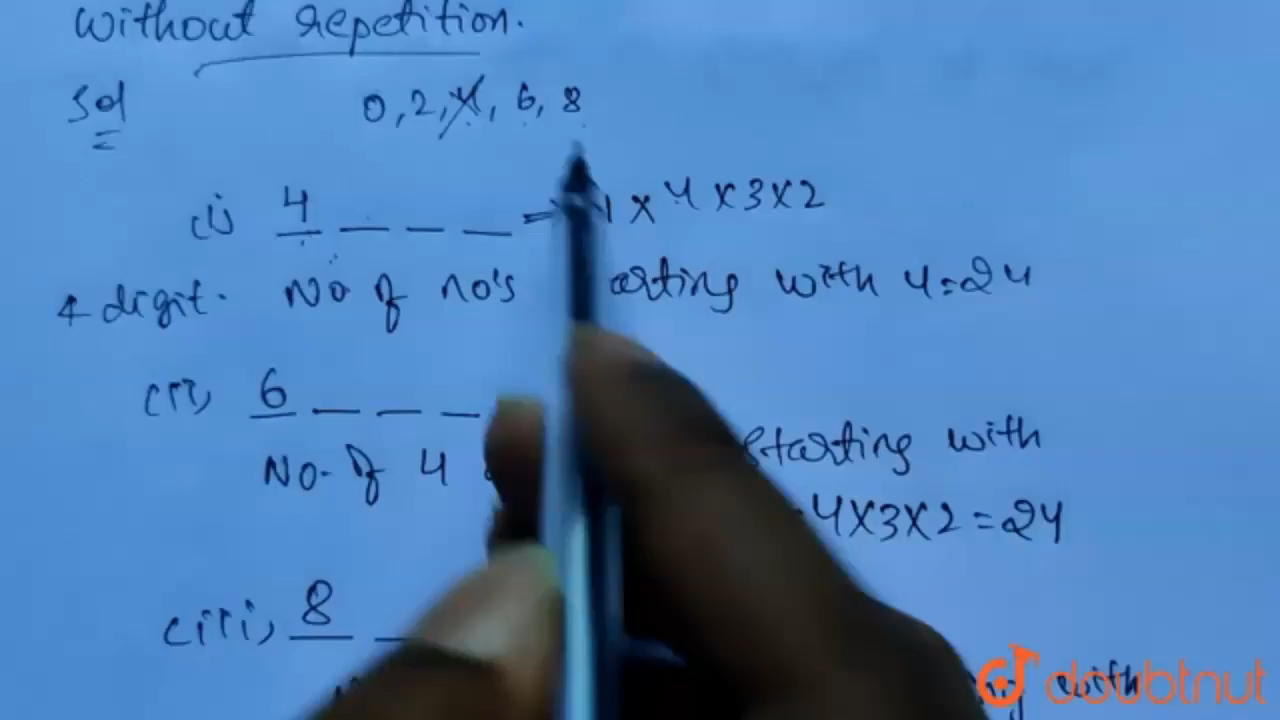 without repetition.
Sol 0, 2, 4, 6, 8
(i) 4 _ _ _ = 1 × 4 × 3 × 2
4 digit. No of no's arting with 4 = 24
(ii) 6 _ _ _
No. of 4 starting with
4 × 3 × 2 = 24
(iii) 8 _
with
doubtnut